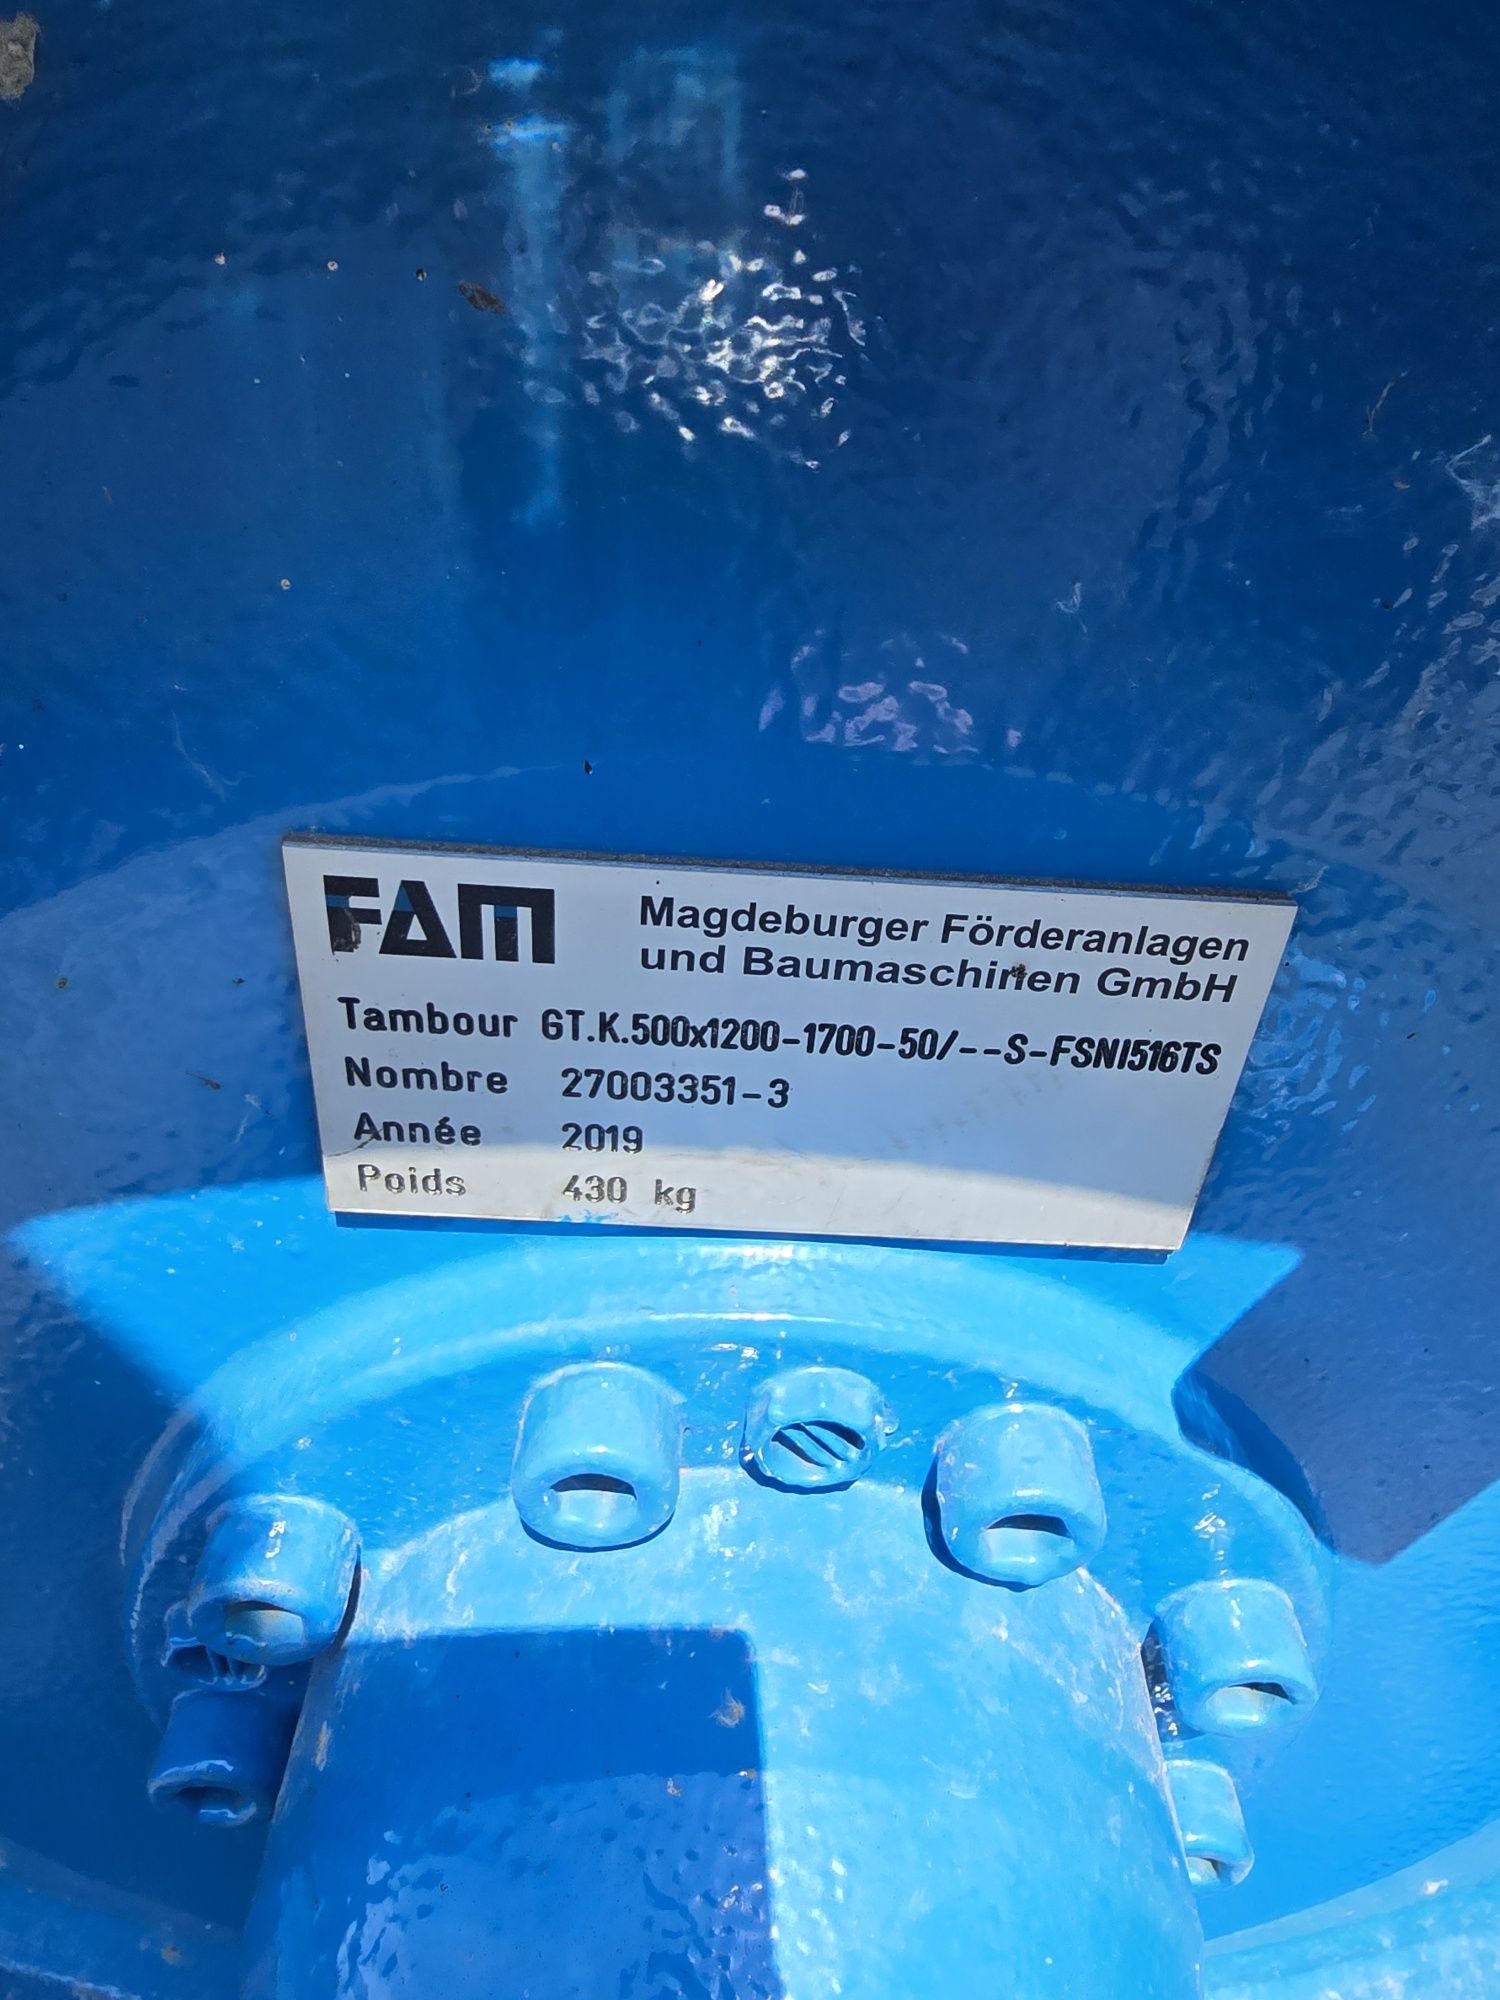 FAM
Magdeburger Förderanlagen
und Baumaschinen GmbH
Tambour GT.K.500x1200-1700-50/--S-FSNI516TS
Nombre 27003351-3
Année 2019
Poids 430 kg